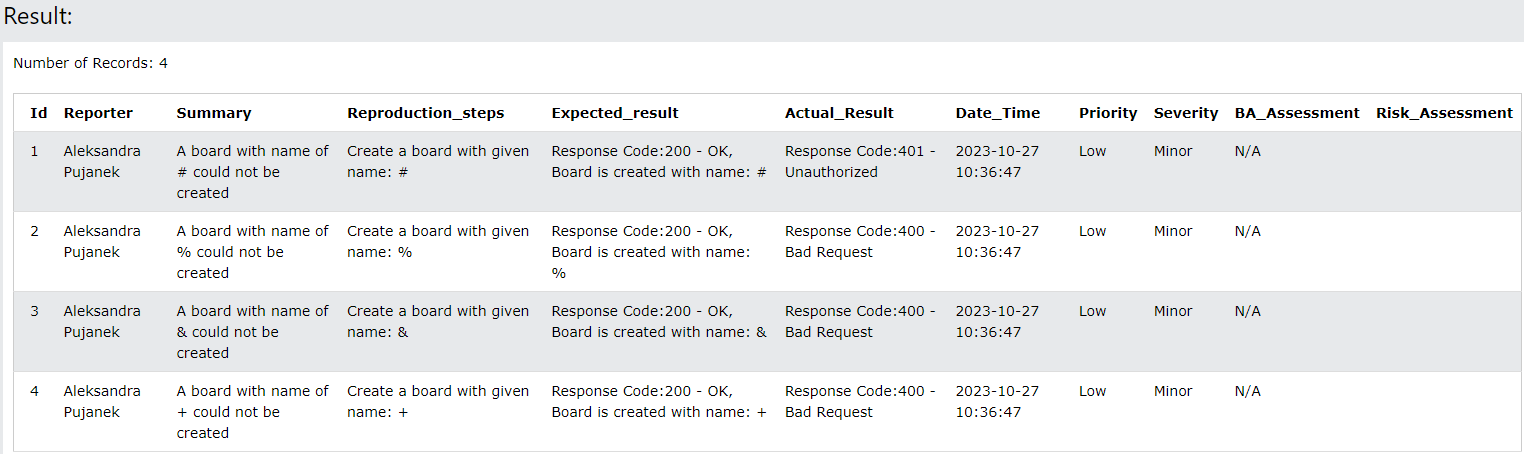 Result:
Number of Records: 4
Id Reporter Summary Reproduction_steps Expected_result Actual_Result Date_Time Priority Severity BA_Assessment Risk_Assessment
1 Aleksandra A board with name of Create a board with given Response Code:200 - OK, Response Code:401 - 2023-10-27 Low Minor N/A
Pujanek # could not be name: # Board is created with name: # Unauthorized 10:36:47
created
2 Aleksandra A board with name of Create a board with given Response Code:200 - OK, Response Code:400 - 2023-10-27 Low Minor N/A
Pujanek % could not be name: % Board is created with name: Bad Request 10:36:47
created %
3 Aleksandra A board with name of Create a board with given Response Code:200 - OK, Response Code:400 - 2023-10-27 Low Minor N/A
Pujanek & could not be name: & Board is created with name: & Bad Request 10:36:47
created
4 Aleksandra A board with name of Create a board with given Response Code:200 - OK, Response Code:400 - 2023-10-27 Low Minor N/A
Pujanek + could not be name: + Board is created with name: + Bad Request 10:36:47
created